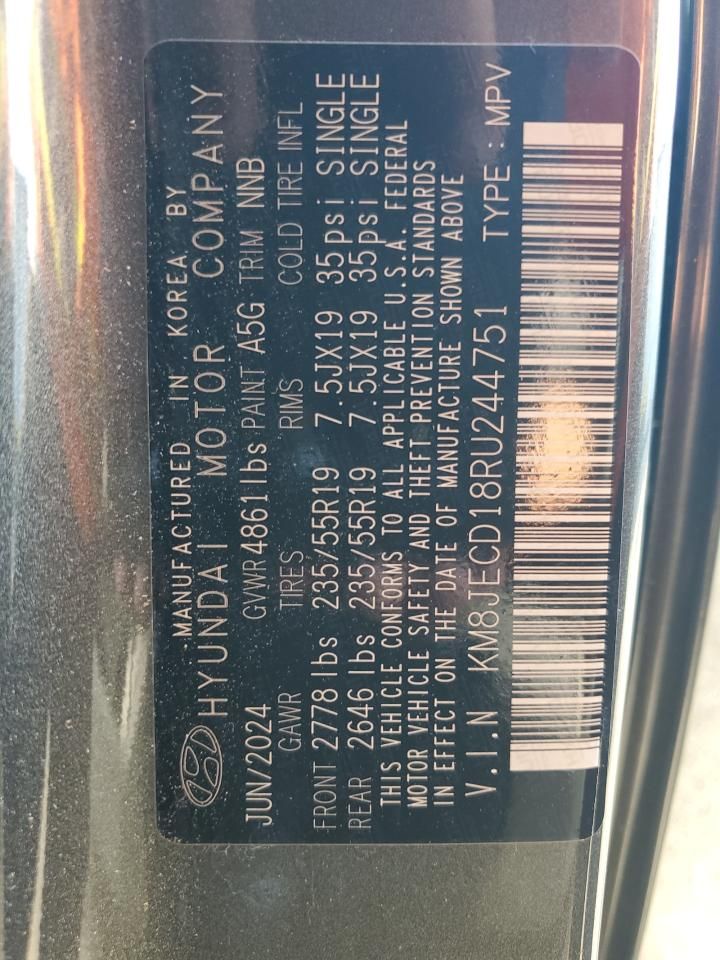 MANUFACTURED IN KOREA BY
HYUNDAI MOTOR COMPANY
JUN/2024 GVWR 4861lbs PAINT A5G TRIM NNB
GAWR TIRES RIMS COLD TIRE INFL
FRONT 2778 lbs 235/55R19 7.5JX19 35psi SINGLE
REAR 2646 lbs 235/55R19 7.5JX19 35psi SINGLE
THIS VEHICLE CONFORMS TO ALL APPLICABLE U.S.A. FEDERAL
MOTOR VEHICLE SAFETY AND THEFT PREVENTION STANDARDS
IN EFFECT ON THE DATE OF MANUFACTURE SHOWN ABOVE
V.I.N KM8JECD18RU244751 TYPE : MPV